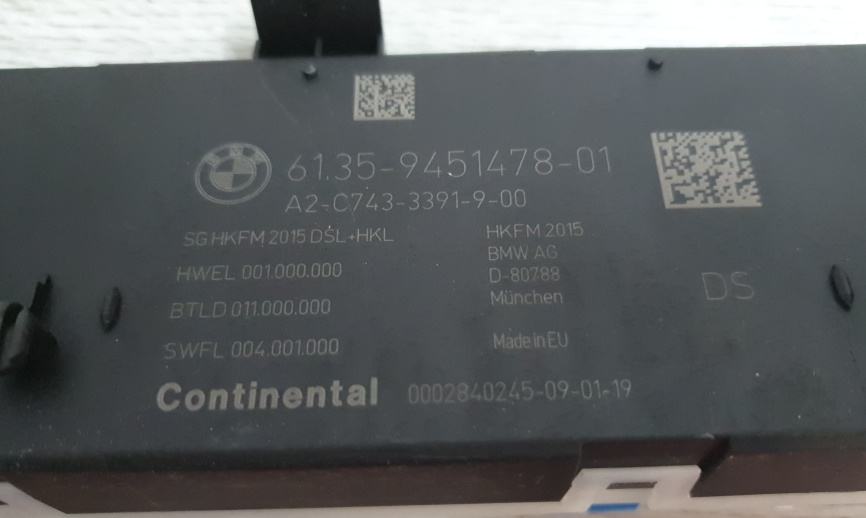 BMW
61.35-9451478-01
A2-C743-3391-9-00
SG HKFM 2015 DSL+HKL
HWEL 001.000.000
BTLD 011.000.000
SWFL 004.001.000
HKFM 2015
BMW AG
D-80788
München
Made in EU
DS
Continental 0002840245-09-01-19